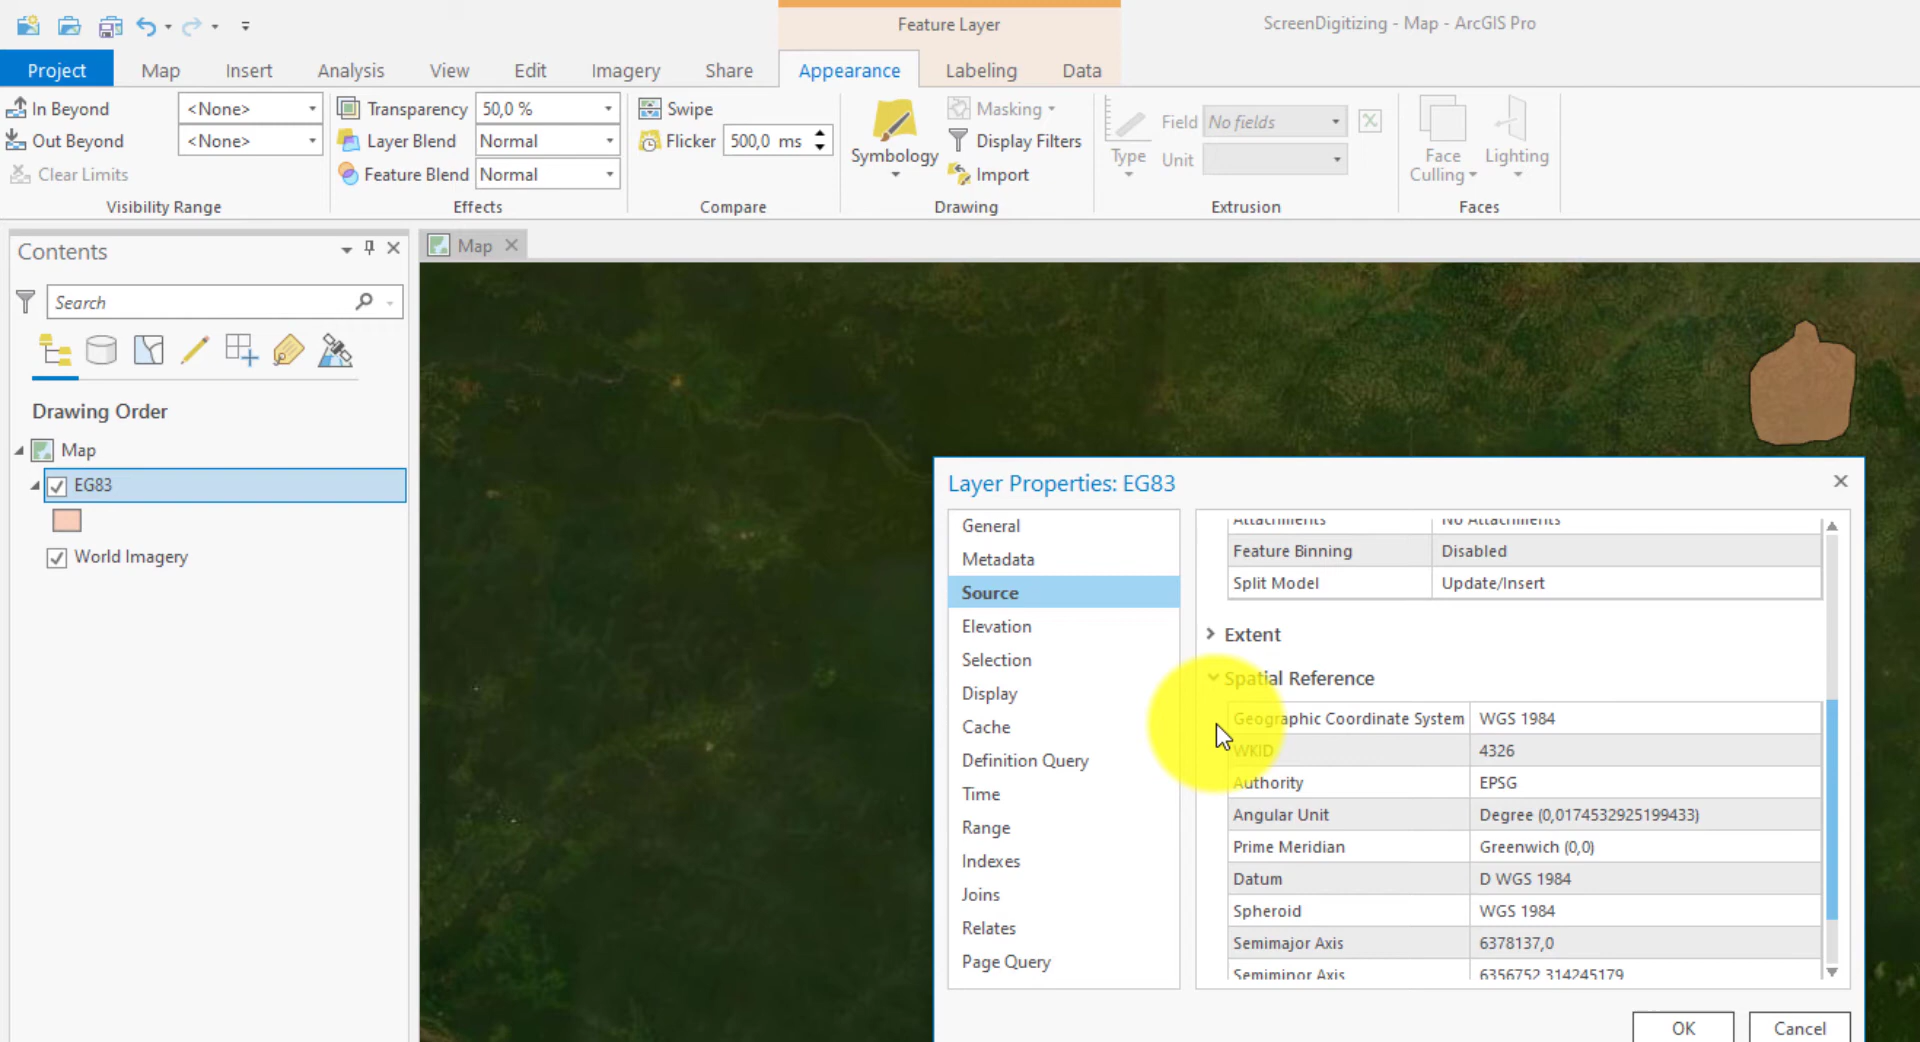 Feature Layer
ScreenDigitizing - Map - ArcGIS Pro
Project Map Insert Analysis View Edit Imagery Share Appearance Labeling Data
In Beyond <None>
Out Beyond <None>
Clear Limits
Visibility Range
Transparency 50,0 %
Layer Blend Normal
Feature Blend Normal
Effects
Swipe
Flicker 500,0 ms
Compare
Symbology
Masking
Display Filters
Import
Drawing
Type
Field No fields
Unit
Extrusion
Face Culling
Lighting
Faces
Contents
Search
Drawing Order
Map
EG83
World Imagery
Map
Layer Properties: EG83
General
Metadata
Source
Elevation
Selection
Display
Cache
Definition Query
Time
Range
Indexes
Joins
Relates
Page Query
Attachments No Attachments
Feature Binning Disabled
Split Model Update/Insert
Extent
Spatial Reference
Geographic Coordinate System WGS 1984
WKID 4326
Authority EPSG
Angular Unit Degree (0,0174532925199433)
Prime Meridian Greenwich (0,0)
Datum D WGS 1984
Spheroid WGS 1984
Semimajor Axis 6378137,0
Semiminor Axis 6356752,314245179
OK Cancel